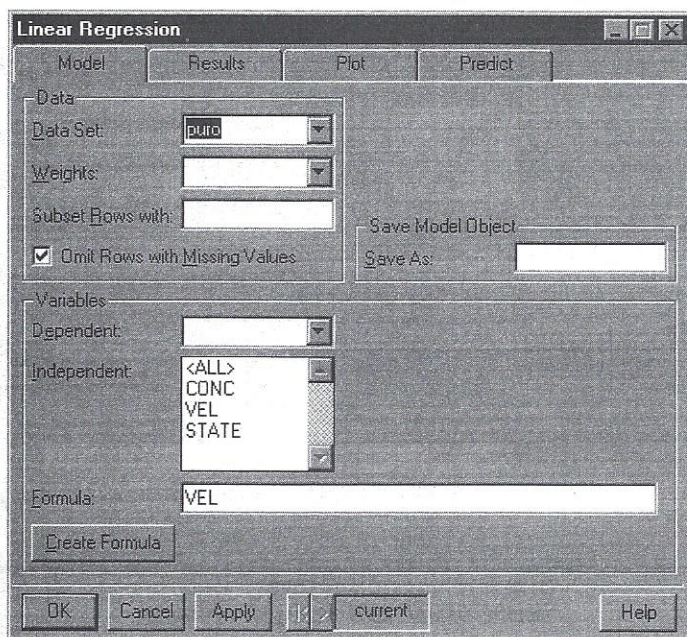 Linear Regression
Model Results Plot Predict
Data
Data Set: puro
Weights:
Subset Rows with:
Omit Rows with Missing Values
Save Model Object
Save As:
Variables
Dependent:
Independent: <ALL>
CONC
VEL
STATE
Formula: VEL
Create Formula
OK Cancel Apply current Help